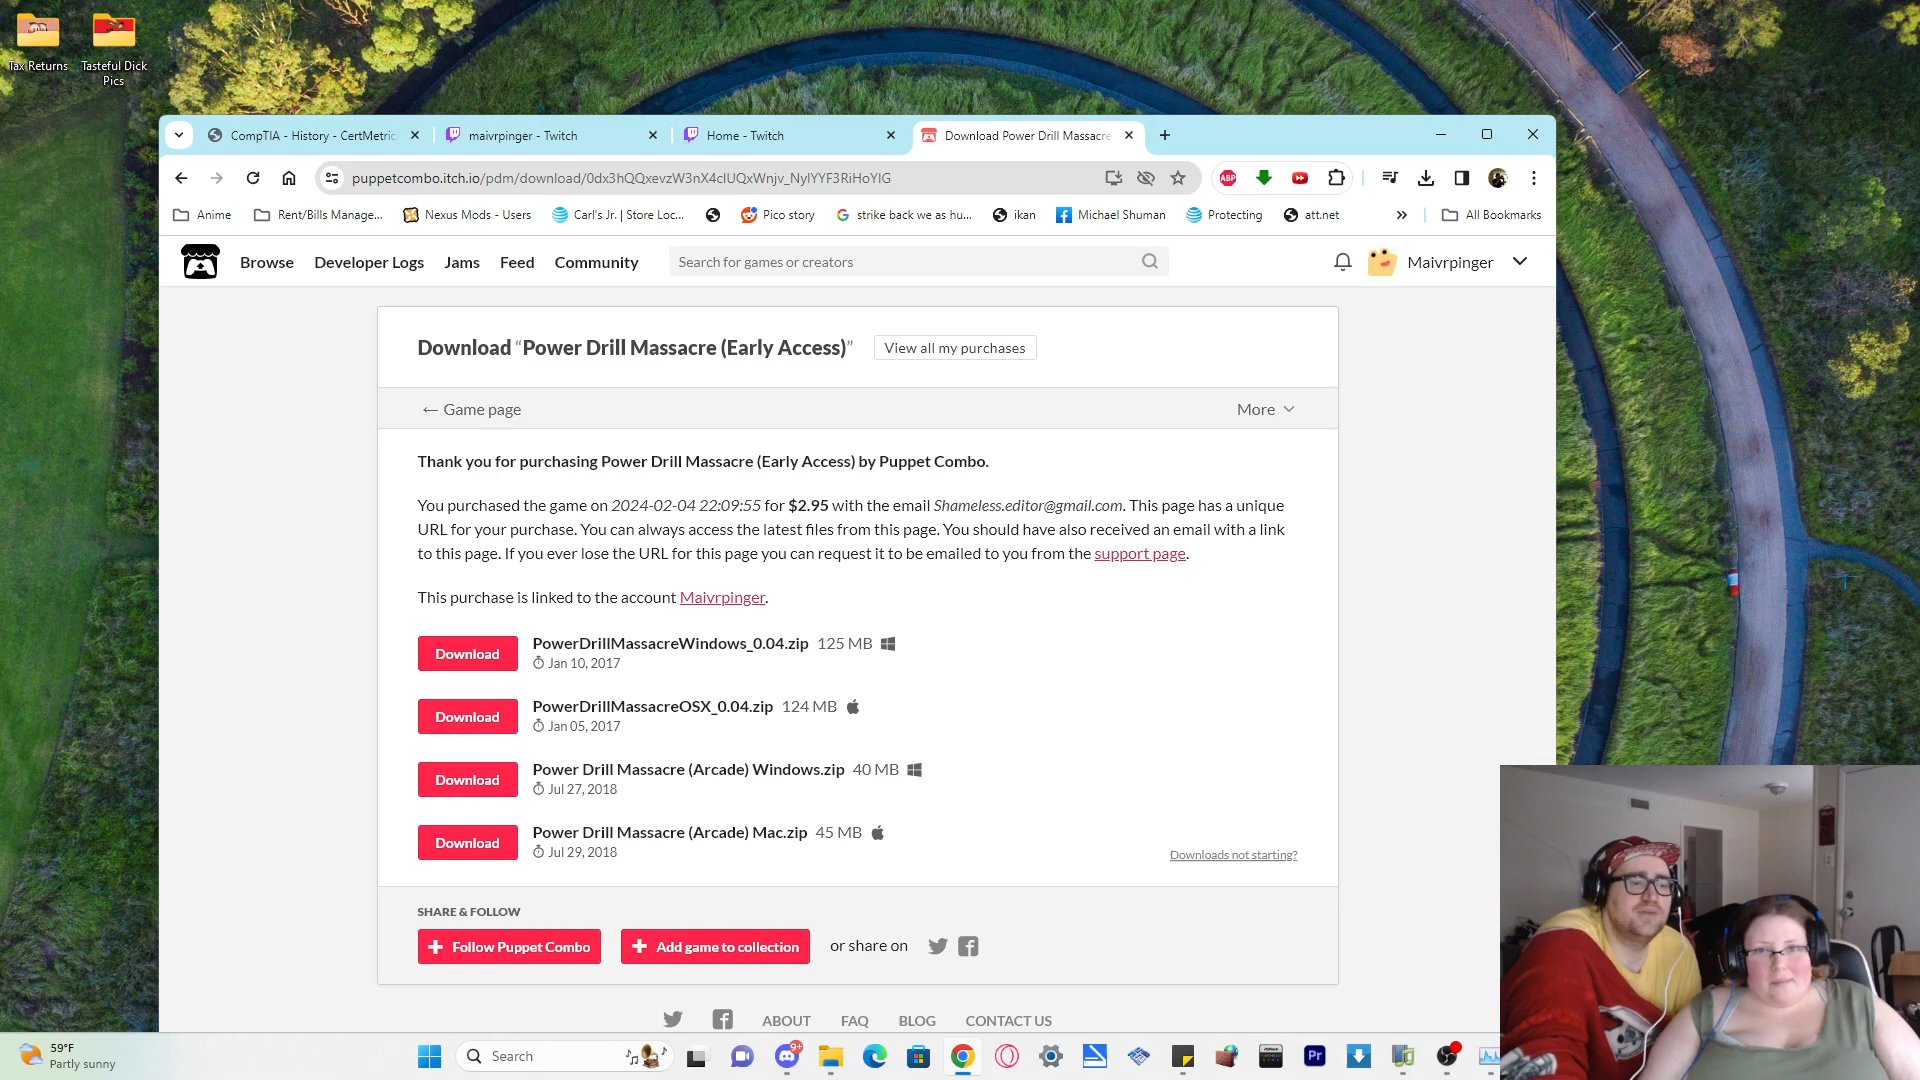 Tax Returns
Tasteful Dick
Pics
CompTIA - History - CertMetric
maivrpinger - Twitch
Home - Twitch
Download Power Drill Massacre
puppetcombo.itch.io/pdm/download/0dx3hQQxevzW3nX4clUQxWnjv_NylYYF3RiHoYlG
ABP
Anime
Rent/Bills Manage...
Nexus Mods - Users
Carl's Jr. | Store Loc...
Pico story
strike back we as hu...
ikan
Michael Shuman
Protecting
att.net
All Bookmarks
Browse
Developer Logs
Jams
Feed
Community
Search for games or creators
Maivrpinger
Download “Power Drill Massacre (Early Access)”
View all my purchases
← Game page
More
Thank you for purchasing Power Drill Massacre (Early Access) by Puppet Combo.
You purchased the game on 2024-02-04 22:09:55 for $2.95 with the email Shameless.editor@gmail.com. This page has a unique
URL for your purchase. You can always access the latest files from this page. You should have also received an email with a link
to this page. If you ever lose the URL for this page you can request it to be emailed to you from the support page.
This purchase is linked to the account Maivrpinger.
Download
PowerDrillMassacreWindows_0.04.zip 125 MB
Jan 10, 2017
Download
PowerDrillMassacreOSX_0.04.zip 124 MB
Jan 05, 2017
Download
Power Drill Massacre (Arcade) Windows.zip 40 MB
Jul 27, 2018
Download
Power Drill Massacre (Arcade) Mac.zip 45 MB
Jul 29, 2018
Downloads not starting?
SHARE & FOLLOW
Follow Puppet Combo
Add game to collection
or share on
ABOUT
FAQ
BLOG
CONTACT US
59°F
Partly sunny
Search
9+
Pr